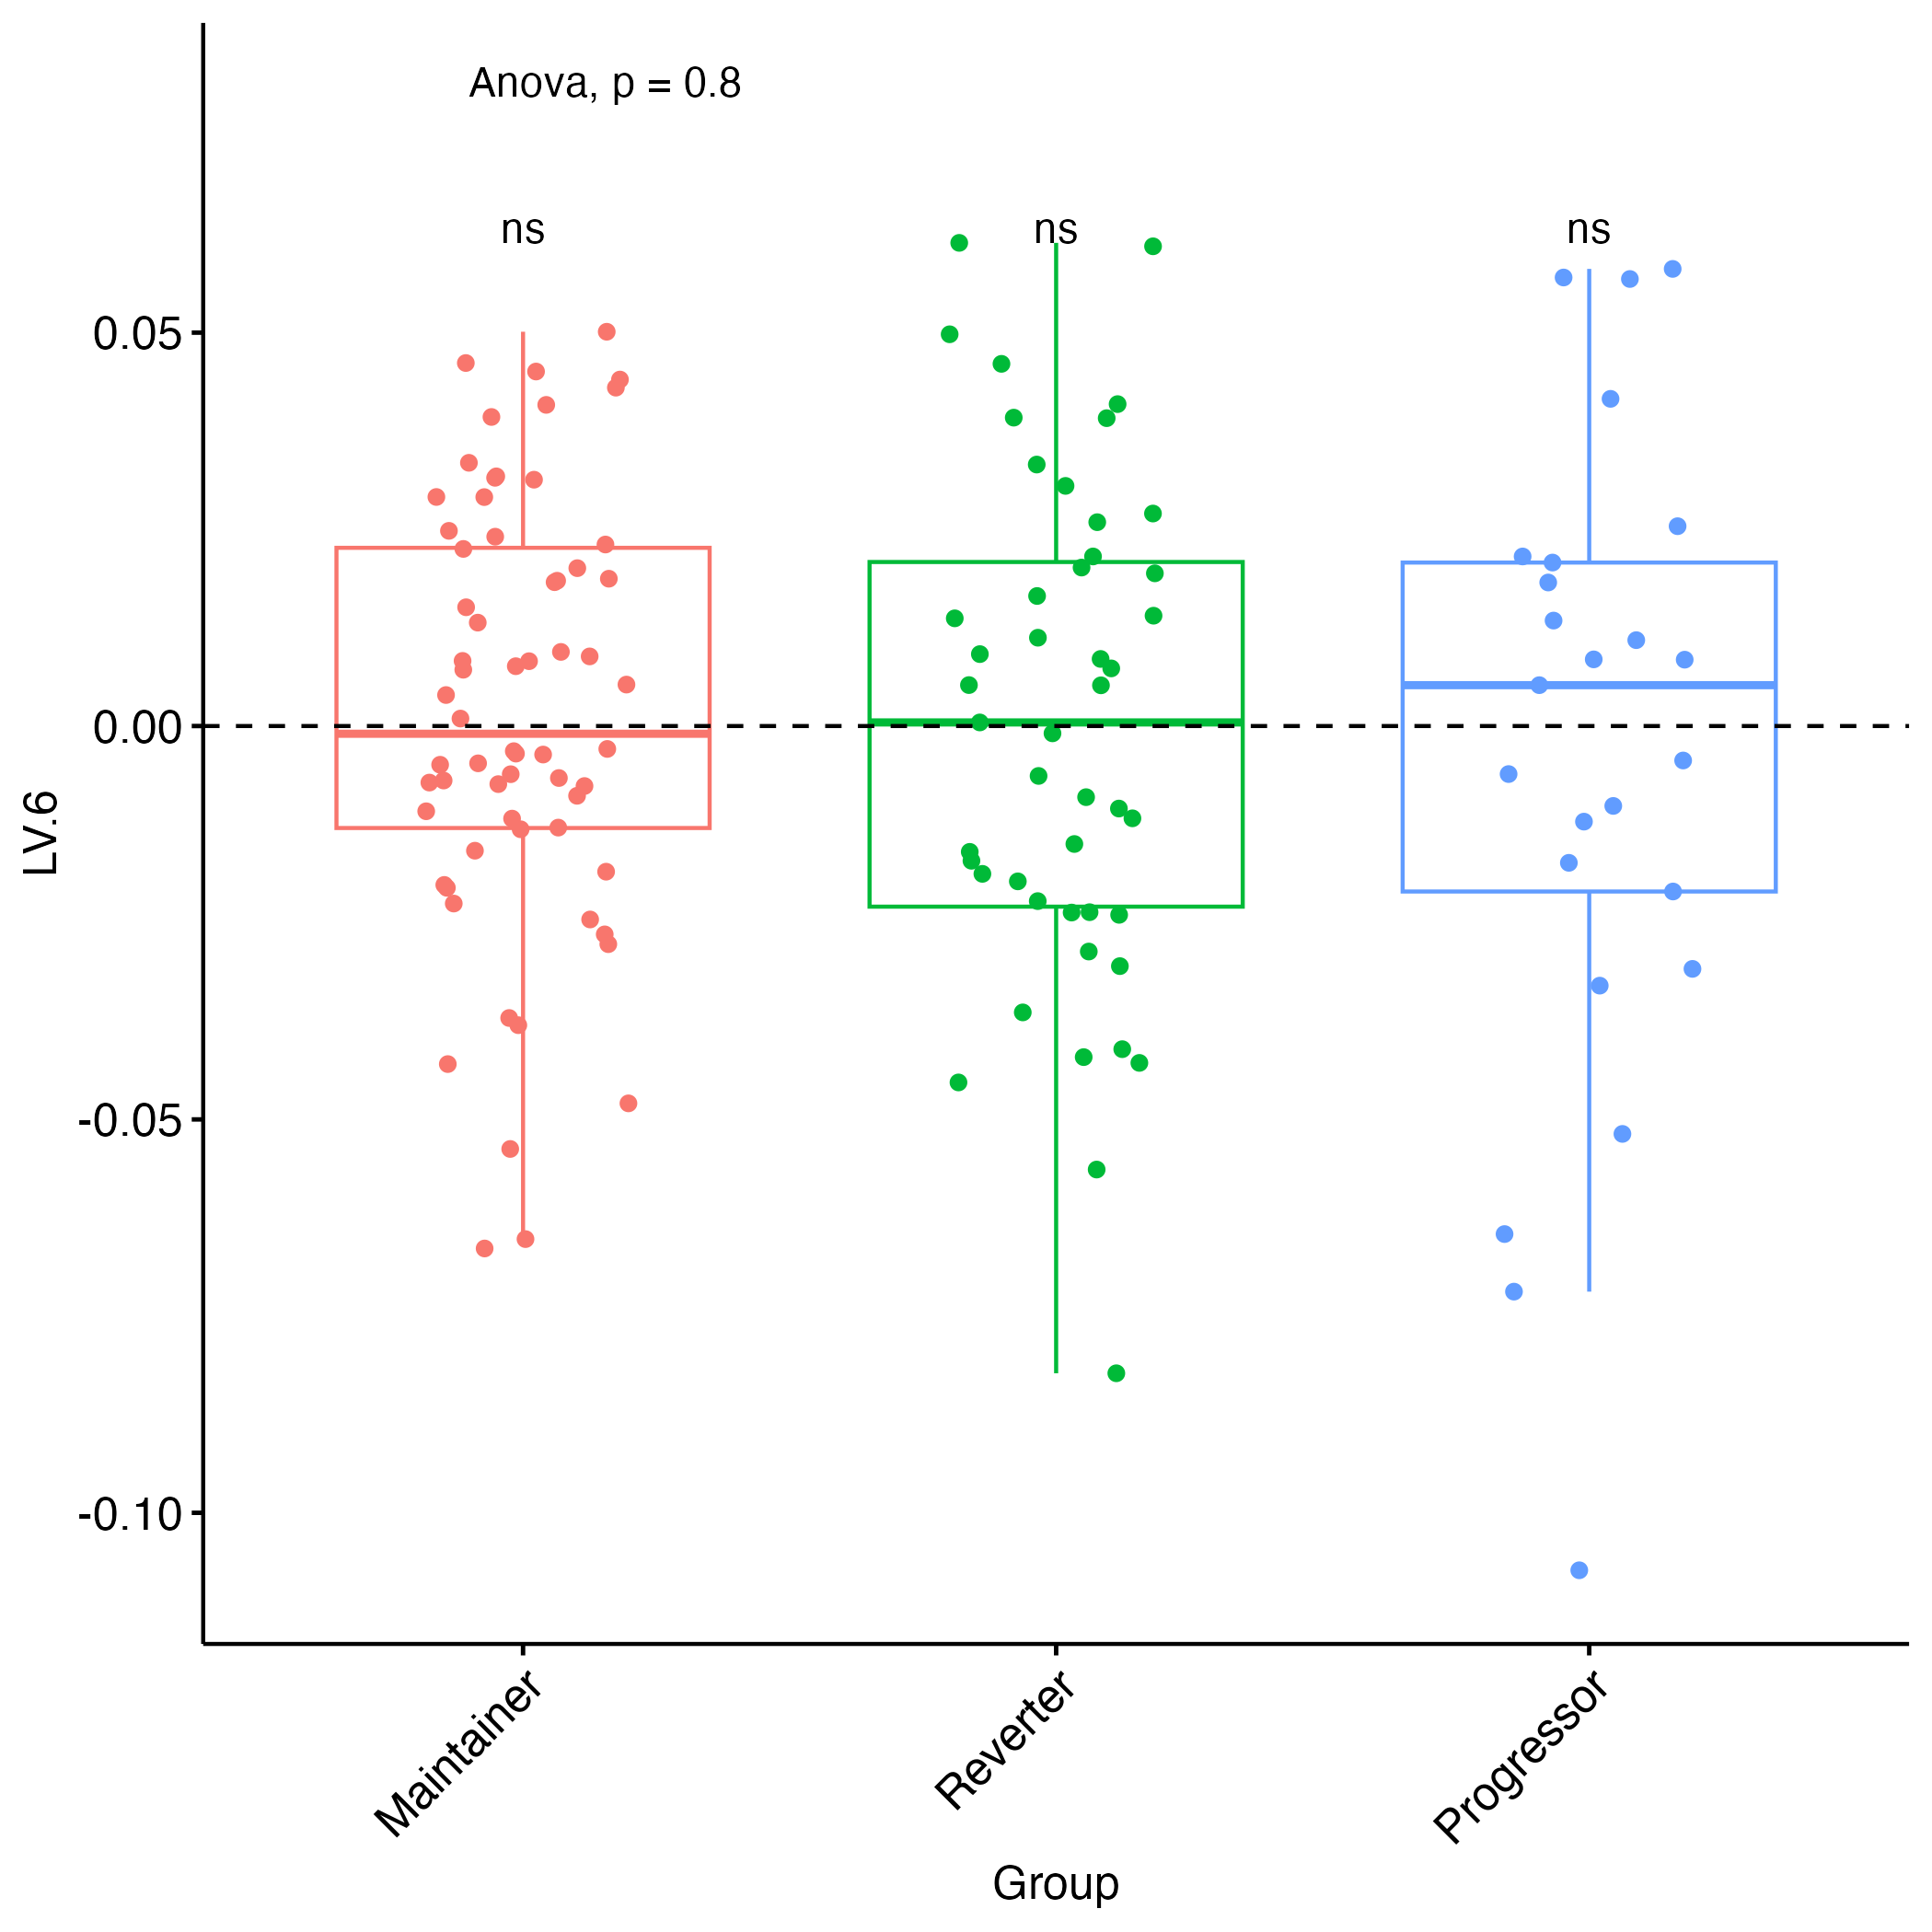 Anova, p = 0.8
ns ns ns
0.05
0.00
-0.05
-0.10
LV.6
Maintainer Reverter Progressor
Group